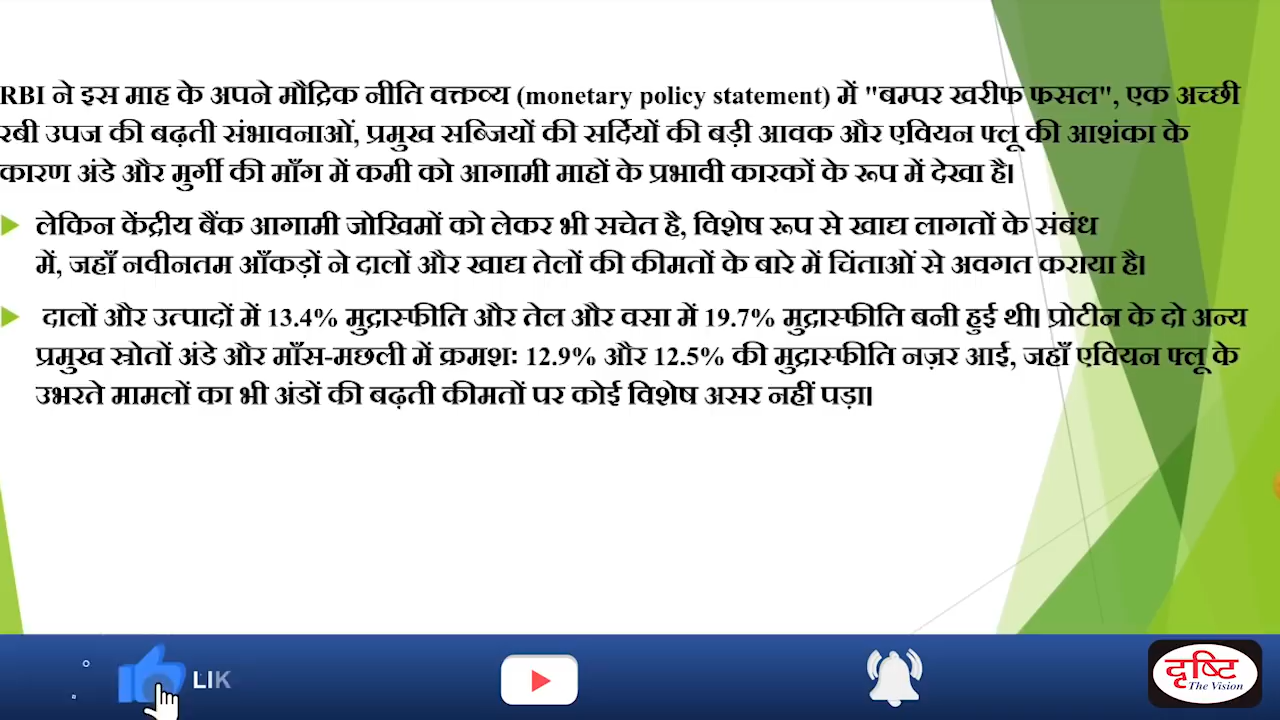 RBI ने इस माह के अपने मौद्रिक नीति वक्तव्य (monetary policy statement) में "बम्पर खरीफ फसल", एक अच्छी
रबी उपज की बढ़ती संभावनाओं, प्रमुख सब्जियों की सर्दियों की बड़ी आवक और एवियन फ्लू की आशंका के
कारण अंडे और मुर्गी की माँग में कमी को आगामी माहों के प्रभावी कारकों के रूप में देखा है।
लेकिन केंद्रीय बैंक आगामी जोखिमों को लेकर भी सचेत है, विशेष रूप से खाद्य लागतों के संबंध
में, जहाँ नवीनतम आँकड़ों ने दालों और खाद्य तेलों की कीमतों के बारे में चिंताओं से अवगत कराया है।
दालों और उत्पादों में 13.4% मुद्रास्फीति और तेल और वसा में 19.7% मुद्रास्फीति बनी हुई थी। प्रोटीन के दो अन्य
प्रमुख स्रोतों अंडे और माँस-मछली में क्रमशः 12.9% और 12.5% की मुद्रास्फीति नज़र आई, जहाँ एवियन फ्लू के
उभरते मामलों का भी अंडों की बढ़ती कीमतों पर कोई विशेष असर नहीं पड़ा।
LIK
दृष्टि
The Vision